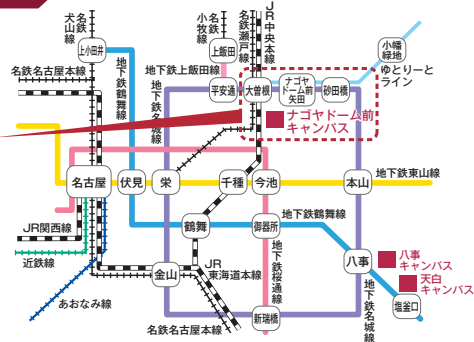 名鉄
犬山線
名鉄
小牧線
名鉄瀬戸線
JR中央本線
上小田井
上飯田
小幡
緑地
ゆとりーと
ライン
名鉄名古屋本線
地下鉄鶴舞線
地下鉄上飯田線
地下鉄名城線
平安通
大曽根
ナゴヤ
ドーム前
矢田
砂田橋
ナゴヤドーム前
キャンパス
名古屋
伏見
栄
千種
今池
本山
地下鉄東山線
鶴舞
御器所
地下鉄鶴舞線
JR関西線
近鉄線
あおなみ線
金山
JR
東海道本線
地下鉄桜通線
八事
八事
キャンパス
天白
キャンパス
塩釜口
地下鉄名城線
新瑞橋
名鉄名古屋本線